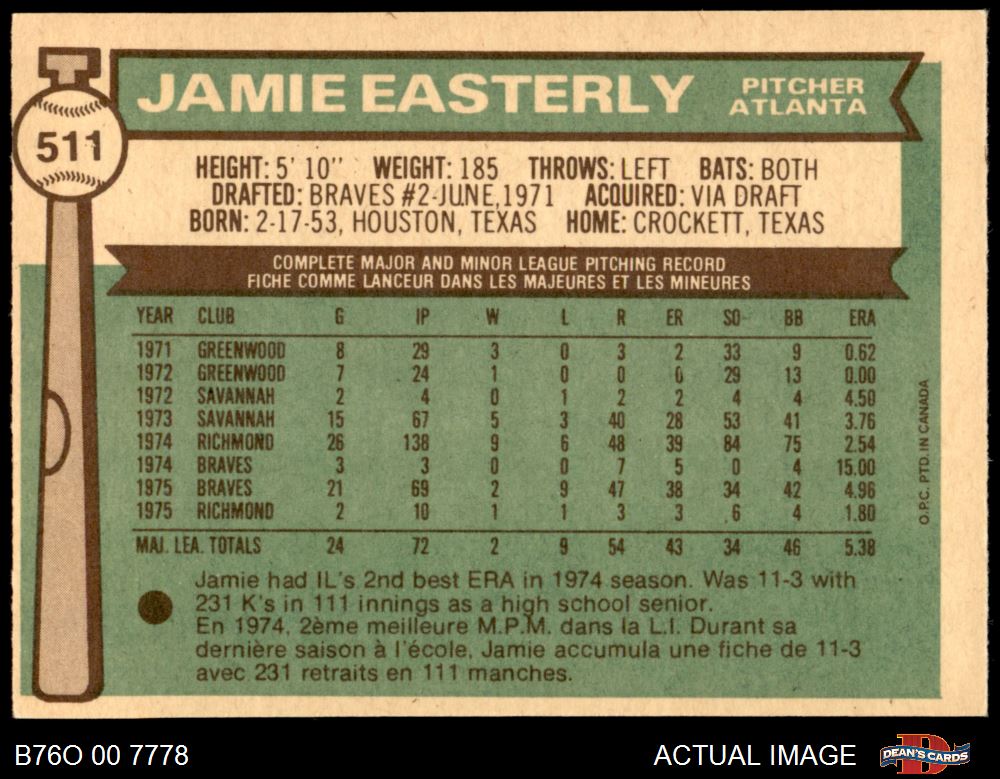 JAMIE EASTERLY PITCHER
ATLANTA
511
HEIGHT: 5' 10" WEIGHT: 185 THROWS: LEFT BATS: BOTH
DRAFTED: BRAVES #2-JUNE, 1971 ACQUIRED: VIA DRAFT
BORN: 2-17-53, HOUSTON, TEXAS HOME: CROCKETT, TEXAS
COMPLETE MAJOR AND MINOR LEAGUE PITCHING RECORD
FICHE COMME LANCEUR DANS LES MAJEURES ET LES MINEURES
YEAR CLUB G IP W L R ER SO BB ERA
1971 GREENWOOD 8 29 3 0 3 2 33 9 0.62
1972 GREENWOOD 7 24 1 0 0 0 29 13 0.00
1972 SAVANNAH 2 4 0 1 2 2 4 4 4.50
1973 SAVANNAH 15 67 5 3 40 28 53 41 3.76
1974 RICHMOND 26 138 9 6 48 39 84 75 2.54
1974 BRAVES 3 3 0 0 7 5 0 4 15.00
1975 BRAVES 21 69 2 9 47 38 34 42 4.96
1975 RICHMOND 2 10 1 1 3 3 6 4 1.80
MAJ. LEA. TOTALS 24 72 2 9 54 43 34 46 5.38
Jamie had IL's 2nd best ERA in 1974 season. Was 11-3 with
231 K's in 111 innings as a high school senior.
En 1974, 2ème meilleure M.P.M. dans la L.I. Durant sa
dernière saison à l'école, Jamie accumula une fiche de 11-3
avec 231 retraits en 111 manches.
O.P.C. PTD. IN CANADA
B76O 00 7778 ACTUAL IMAGE DEAN'S CARDS